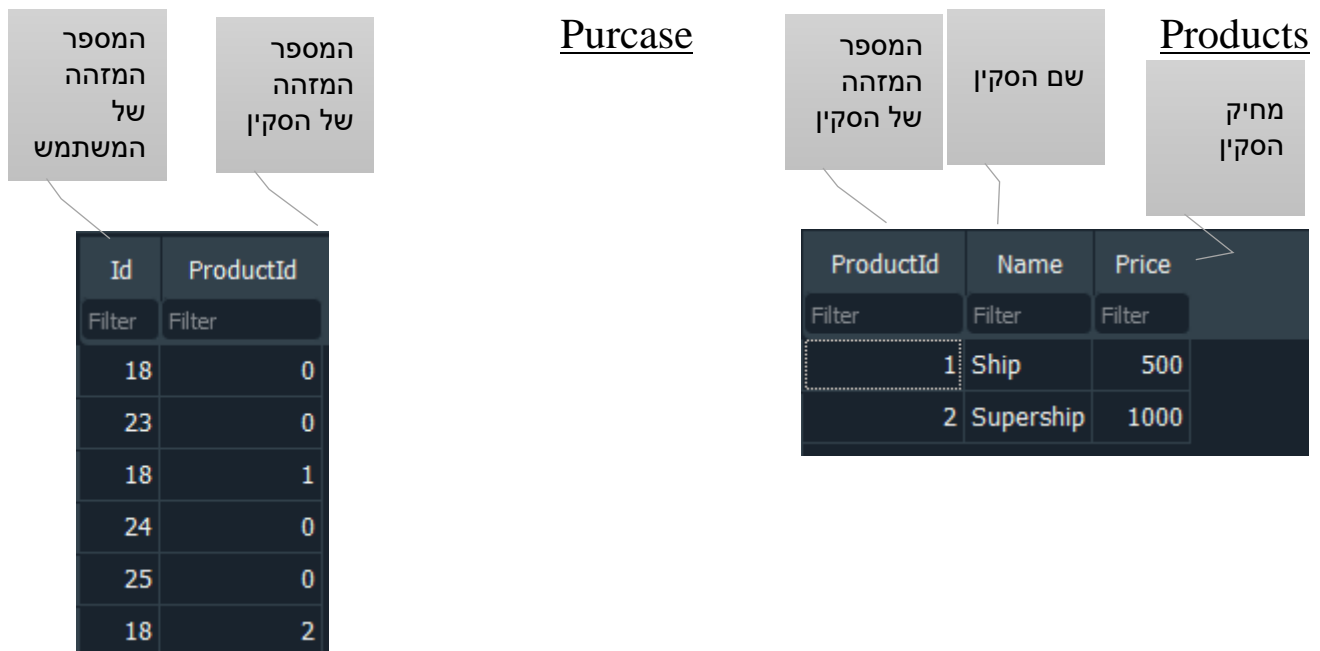 Purcase
Products
המספר
המזהה
של
המשתמש
המספר
המזהה
של הסקין
Id ProductId
Filter Filter
18 0
23 0
18 1
24 0
25 0
18 2
המספר
המזהה
של הסקין
שם הסקין
מחיק
הסקין
ProductId Name Price
Filter Filter Filter
1 Ship 500
2 Supership 1000